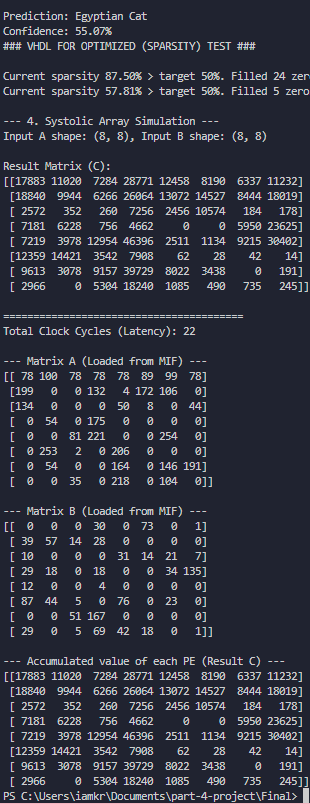 Prediction: Egyptian Cat
Confidence: 55.07%
### VHDL FOR OPTIMIZED (SPARSITY) TEST ###
Current sparsity 87.50% > target 50%. Filled 24 zer
Current sparsity 57.81% > target 50%. Filled 5 zero
--- 4. Systolic Array Simulation ---
Input A shape: (8, 8), Input B shape: (8, 8)
Result Matrix (C):
[[17883 11020  7284 28771 12458  8190  6337 11232]
 [18840  9944  6266 26064 13072 14527  8444 18019]
 [ 2572   352   260  7256  2456 10574   184   178]
 [ 7181  6228   756  4662     0     0  5950 23625]
 [ 7219  3978 12954 46396  2511  1134  9215 30402]
 [12359 14421  3542  7908    62    28    42    14]
 [ 9613  3078  9157 39729  8022  3438     0   191]
 [ 2966     0  5304 18240  1085   490   735   245]]
========================================
Total Clock Cycles (Latency): 22
--- Matrix A (Loaded from MIF) ---
[[ 78 100  78  78  78  89  99  78]
 [199   0   0 132   4 172 106   0]
 [134   0   0   0  50   8   0  44]
 [  0  54   0 175   0   0   0   0]
 [  0   0  81 221   0   0 254   0]
 [  0 253   2   0 206   0   0   0]
 [  0  54   0   0 164   0 146 191]
 [  0   0  35   0 218   0 104   0]]
--- Matrix B (Loaded from MIF) ---
[[  0   0   0  30   0  73   0   1]
 [ 39  57  14  28   0   0   0   0]
 [ 10   0   0   0  31  14  21   7]
 [ 29  18   0  18   0   0  34 135]
 [ 12   0   0   4   0   0   0   0]
 [ 87  44   5   0  76   0  23   0]
 [  0   0  51 167   0   0   0   0]
 [ 29   0   5  69  42  18   0   1]]
--- Accumulated value of each PE (Result C) ---
[[17883 11020  7284 28771 12458  8190  6337 11232]
 [18840  9944  6266 26064 13072 14527  8444 18019]
 [ 2572   352   260  7256  2456 10574   184   178]
 [ 7181  6228   756  4662     0     0  5950 23625]
 [ 7219  3978 12954 46396  2511  1134  9215 30402]
 [12359 14421  3542  7908    62    28    42    14]
 [ 9613  3078  9157 39729  8022  3438     0   191]
 [ 2966     0  5304 18240  1085   490   735   245]]
PS C:\Users\iamkr\Documents\part-4-project\Final>